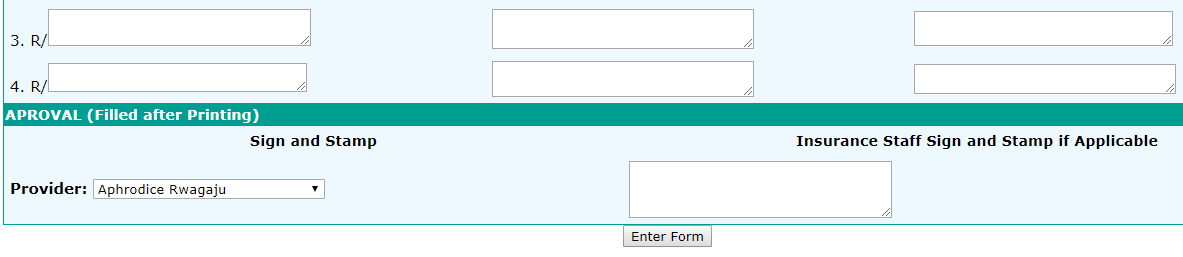 3. R/
4. R/
APROVAL (Filled after Printing)
Sign and Stamp Insurance Staff Sign and Stamp if Applicable
Provider: Aphrodice Rwagaju
Enter Form